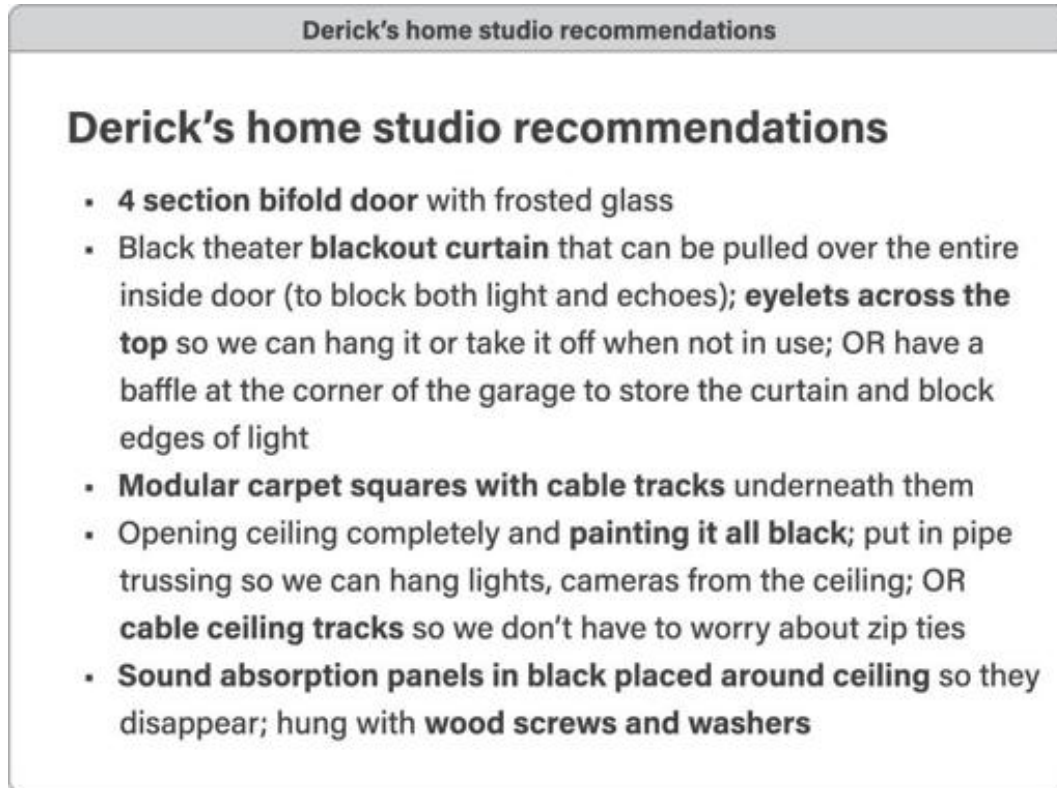 Derick’s home studio recommendations
Derick’s home studio recommendations
▪ 4 section bifold door with frosted glass
▪ Black theater blackout curtain that can be pulled over the entire
inside door (to block both light and echoes); eyelets across the
top so we can hang it or take it off when not in use; OR have a
baffle at the corner of the garage to store the curtain and block
edges of light
▪ Modular carpet squares with cable tracks underneath them
▪ Opening ceiling completely and painting it all black; put in pipe
trussing so we can hang lights, cameras from the ceiling; OR
cable ceiling tracks so we don’t have to worry about zip ties
▪ Sound absorption panels in black placed around ceiling so they
disappear; hung with wood screws and washers